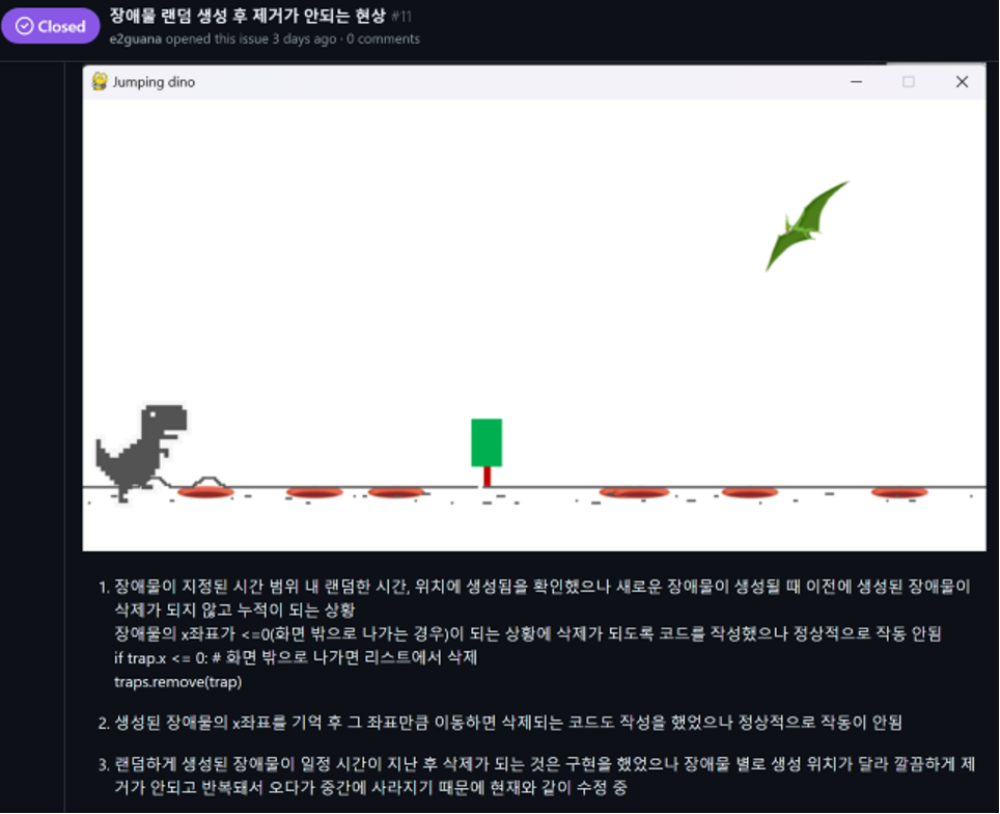 Closed
장애물 랜덤 생성 후 제거가 안되는 현상 #11
e2guana opened this issue 3 days ago · 0 comments
Jumping dino
1. 장애물이 지정된 시간 범위 내 랜덤한 시간, 위치에 생성됨을 확인했으나 새로운 장애물이 생성될 때 이전에 생성된 장애물이
삭제가 되지 않고 누적이 되는 상황
장애물의 x좌표가 <=0(화면 밖으로 나가는 경우)이 되는 상황에 삭제가 되도록 코드를 작성했으나 정상적으로 작동 안됨
if trap.x <= 0: # 화면 밖으로 나가면 리스트에서 삭제
traps.remove(trap)
2. 생성된 장애물의 x좌표를 기억 후 그 좌표만큼 이동하면 삭제되는 코드도 작성을 했었으나 정상적으로 작동이 안됨
3. 랜덤하게 생성된 장애물이 일정 시간이 지난 후 삭제가 되는 것은 구현을 했었으나 장애물 별로 생성 위치가 달라 깔끔하게 제
거가 안되고 반복돼서 오다가 중간에 사라지기 때문에 현재와 같이 수정 중